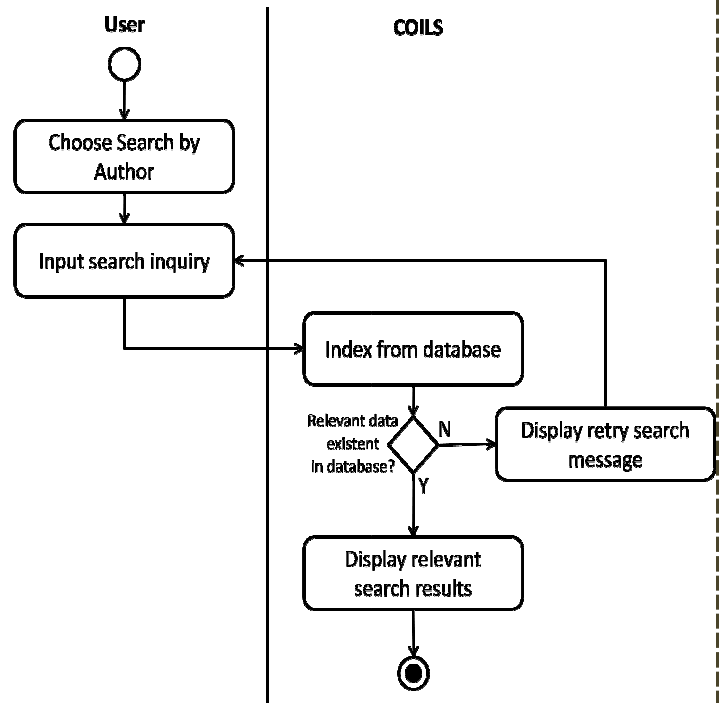 User
COILS
Choose Search by
Author
Input search inquiry
Index from database
Relevant data
existent
in database?
N
Display retry search
message
Y
Display relevant
search results